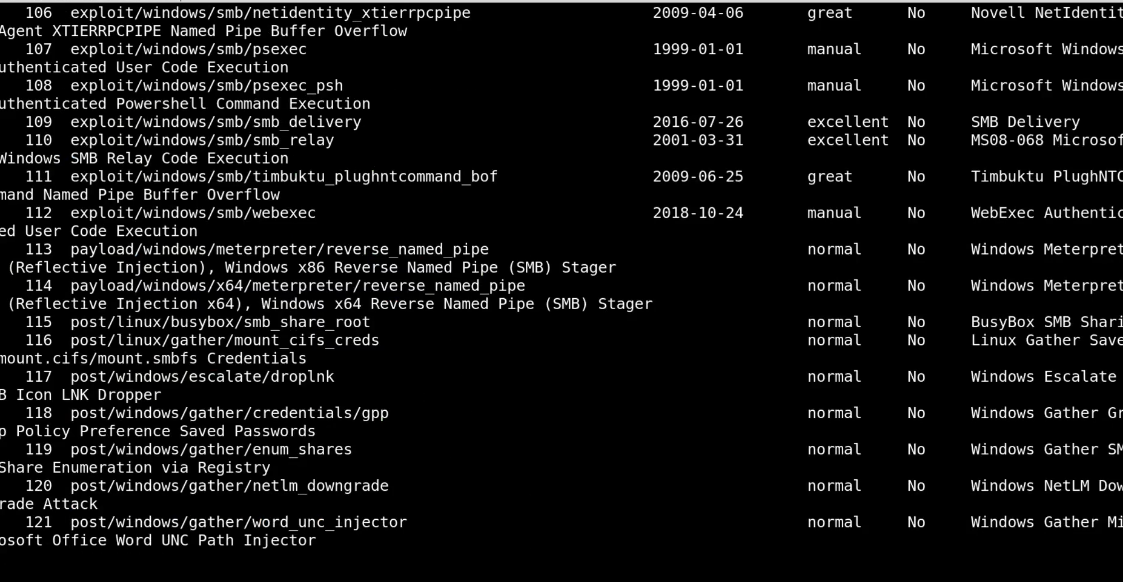 106 exploit/windows/smb/netidentity_xtierrpcpipe 2009-04-06 great No Novell NetIdentit
Agent XTIERRPCPIPE Named Pipe Buffer Overflow
107 exploit/windows/smb/psexec 1999-01-01 manual No Microsoft Windows
uthenticated User Code Execution
108 exploit/windows/smb/psexec_psh 1999-01-01 manual No Microsoft Windows
uthenticated Powershell Command Execution
109 exploit/windows/smb/smb_delivery 2016-07-26 excellent No SMB Delivery
110 exploit/windows/smb/smb_relay 2001-03-31 excellent No MS08-068 Microsof
Windows SMB Relay Code Execution
111 exploit/windows/smb/timbuktu_plughntcommand_bof 2009-06-25 great No Timbuktu PlughNTC
mand Named Pipe Buffer Overflow
112 exploit/windows/smb/webexec 2018-10-24 manual No WebExec Authentic
ed User Code Execution
113 payload/windows/meterpreter/reverse_named_pipe normal No Windows Meterpret
(Reflective Injection), Windows x86 Reverse Named Pipe (SMB) Stager
114 payload/windows/x64/meterpreter/reverse_named_pipe normal No Windows Meterpret
(Reflective Injection x64), Windows x64 Reverse Named Pipe (SMB) Stager
115 post/linux/busybox/smb_share_root normal No BusyBox SMB Shari
116 post/linux/gather/mount_cifs_creds normal No Linux Gather Save
mount.cifs/mount.smbfs Credentials
117 post/windows/escalate/droplnk normal No Windows Escalate
B Icon LNK Dropper
118 post/windows/gather/credentials/gpp normal No Windows Gather Gr
p Policy Preference Saved Passwords
119 post/windows/gather/enum_shares normal No Windows Gather SM
Share Enumeration via Registry
120 post/windows/gather/netlm_downgrade normal No Windows NetLM Dow
rade Attack
121 post/windows/gather/word_unc_injector normal No Windows Gather Mi
osoft Office Word UNC Path Injector